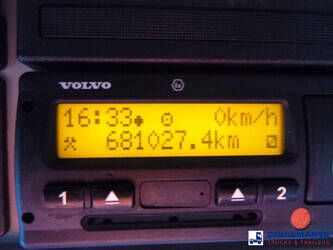 VOLVO
16:33 0km/h
681027.4km
1 2
DINGEMANSE
TRUCKS & TRAILERS